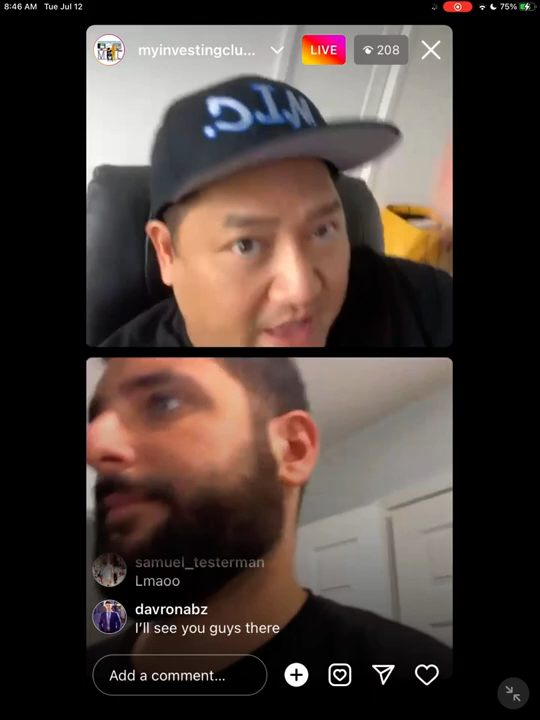 8:46 AM Tue Jul 12
75%
myinvestingclu...
LIVE
208
M.I.C.
samuel_testerman
Lmaoo
davronabz
I'll see you guys there
Add a comment...